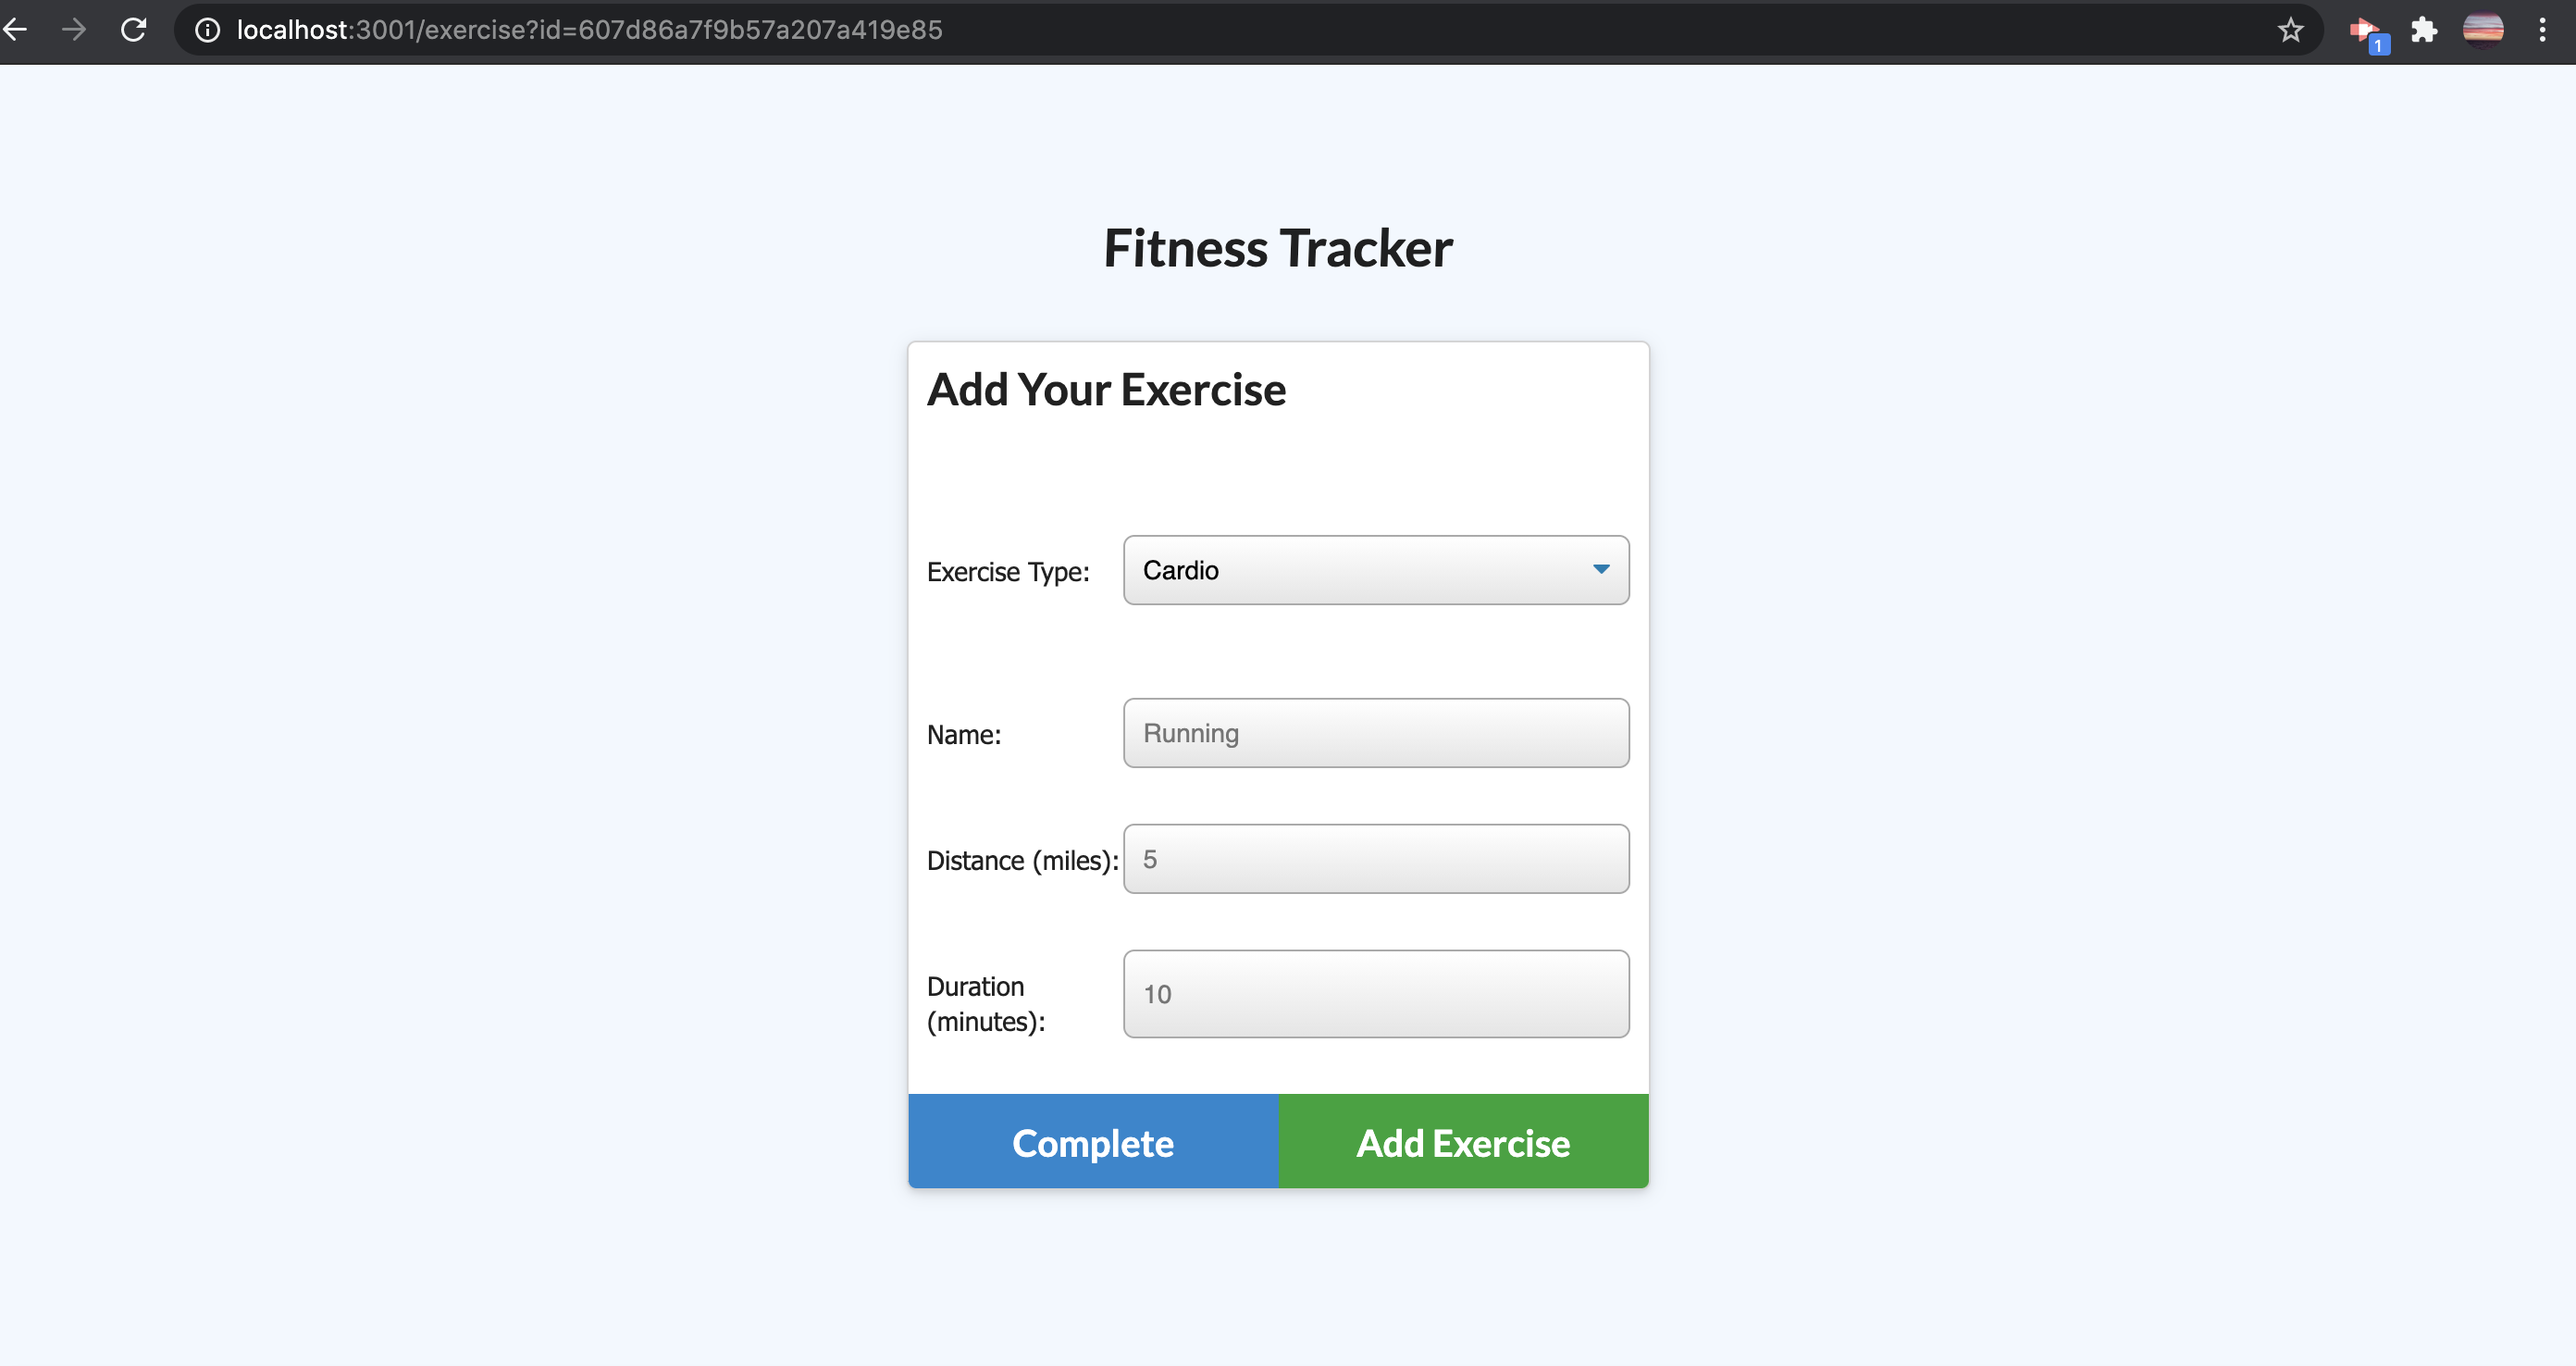 localhost:3001/exercise?id=607d86a7f9b57a207a419e85
1
Fitness Tracker
Add Your Exercise
Exercise Type: Cardio
Name: Running
Distance (miles): 5
Duration
(minutes): 10
Complete Add Exercise